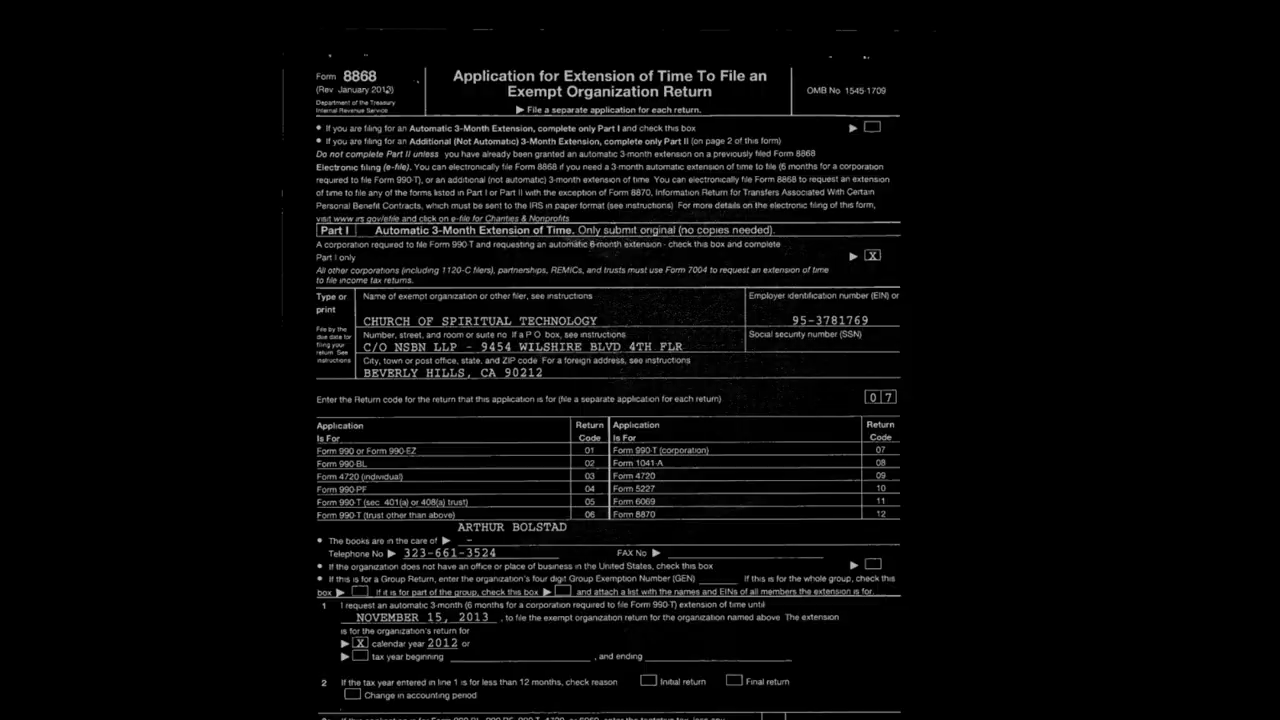 Form 8868
(Rev January 2013)
Department of the Treasury
Internal Revenue Service
Application for Extension of Time To File an
Exempt Organization Return
▶ File a separate application for each return.
OMB No 1545-1709
• If you are filing for an Automatic 3-Month Extension, complete only Part I and check this box ▶
• If you are filing for an Additional (Not Automatic) 3-Month Extension, complete only Part II (on page 2 of this form)
Do not complete Part II unless you have already been granted an automatic 3-month extension on a previously filed Form 8868
Electronic filing (e-file). You can electronically file Form 8868 if you need a 3-month automatic extension of time to file (6 months for a corporation
required to file Form 990-T), or an additional (not automatic) 3-month extension of time You can electronically file Form 8868 to request an extension
of time to file any of the forms listed in Part I or Part II with the exception of Form 8870, Information Return for Transfers Associated With Certain
Personal Benefit Contracts, which must be sent to the IRS in paper format (see instructions) For more details on the electronic filing of this form,
visit www irs gov/efile and click on e-file for Charities & Nonprofits
Part I Automatic 3-Month Extension of Time. Only submit original (no copies needed).
A corporation required to file Form 990-T and requesting an automatic 6-month extension - check this box and complete
Part I only ▶ X
All other corporations (including 1120-C filers), partnerships, REMICs, and trusts must use Form 7004 to request an extension of time
to file income tax returns.
Type or
print
File by the
due date for
filing your
return See
instructions
Name of exempt organization or other filer, see instructions
CHURCH OF SPIRITUAL TECHNOLOGY
Employer identification number (EIN) or
95-3781769
Number, street, and room or suite no If a P O box, see instructions
C/O NSBN LLP - 9454 WILSHIRE BLVD 4TH FLR
Social security number (SSN)
City, town or post office, state, and ZIP code For a foreign address, see instructions
BEVERLY HILLS, CA 90212
Enter the Return code for the return that this application is for (file a separate application for each return) 0 7
Application Return Application Return
Is For Code Is For Code
Form 990 or Form 990-EZ 01 Form 990-T (corporation) 07
Form 990-BL 02 Form 1041-A 08
Form 4720 (individual) 03 Form 4720 09
Form 990-PF 04 Form 5227 10
Form 990-T (sec 401(a) or 408(a) trust) 05 Form 6069 11
Form 990-T (trust other than above) 06 Form 8870 12
ARTHUR BOLSTAD
• The books are in the care of ▶ -
Telephone No ▶ 323-661-3524 FAX No ▶
• If the organization does not have an office or place of business in the United States, check this box ▶
• If this is for a Group Return, enter the organization's four digit Group Exemption Number (GEN) If this is for the whole group, check this
box ▶ If it is for part of the group, check this box ▶ and attach a list with the names and EINs of all members the extension is for.
1 I request an automatic 3-month (6 months for a corporation required to file Form 990-T) extension of time until
NOVEMBER 15, 2013 , to file the exempt organization return for the organization named above The extension
is for the organization's return for
▶ X calendar year 2012 or
▶ tax year beginning , and ending
2 If the tax year entered in line 1 is for less than 12 months, check reason Initial return Final return
Change in accounting period